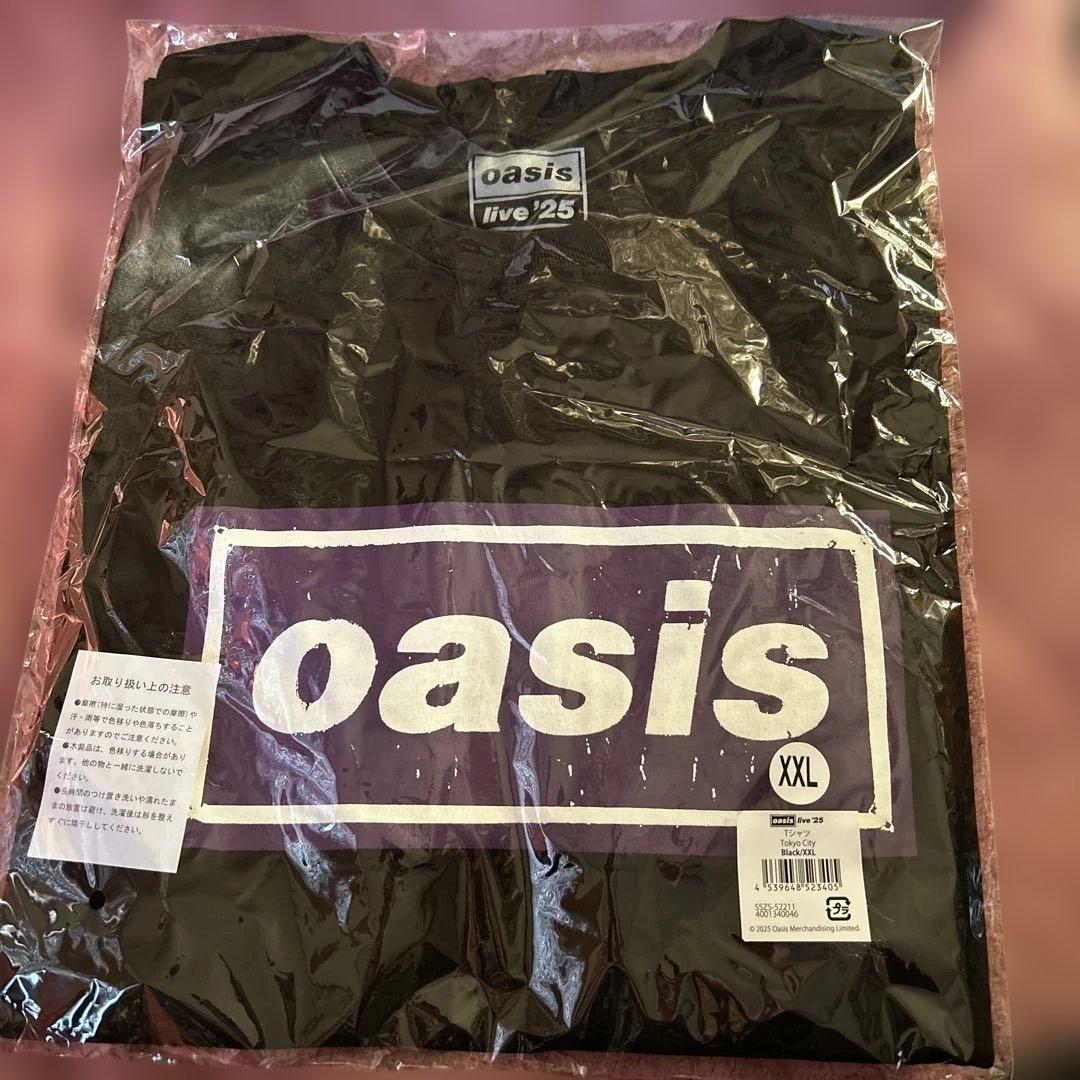 oasis
live '25
oasis
お取り扱い上の注意
●摩擦(特に湿った状態での摩擦)や
汗・雨等で色移りや色落ちすること
がありますのでご注意ください。
●本製品は、色移りする場合があり
ます。他の物と一緒に洗濯しないで
ください。
●長時間のつけ置き洗いや濡れたま
まの放置は避け、洗濯後は形を整え
すぐに陰干ししてください。
XXL
oasis live '25
Tシャツ
Tokyo City
Black/XXL
4 539648 523405
SSZS-52211
4001340046
プラ
© 2025 Oasis Merchandising Limited.